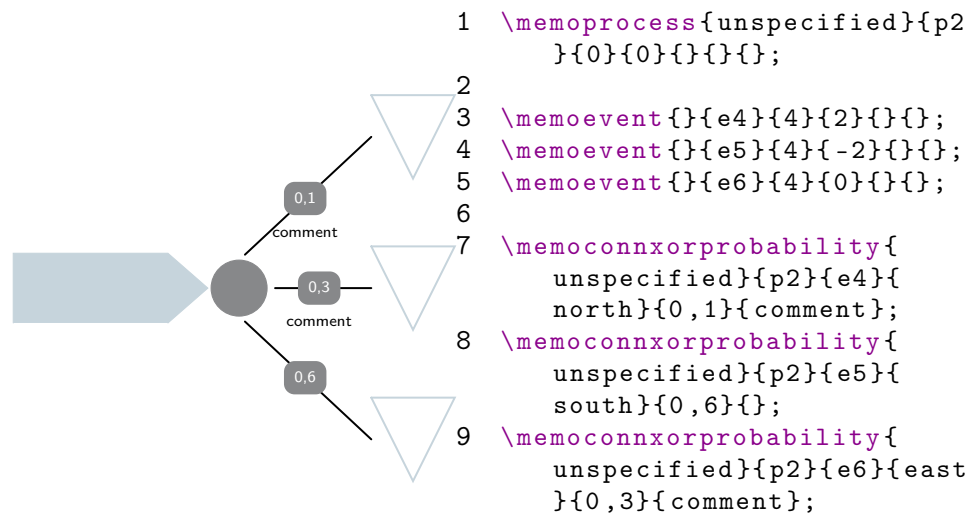 0,1
comment
0,3
comment
0,6
1 \memoprocess{unspecified}{p2
}{0}{0}{}{}{};
2
3 \memoevent{}{e4}{4}{2}{}{};
4 \memoevent{}{e5}{4}{-2}{}{};
5 \memoevent{}{e6}{4}{0}{}{};
6
7 \memoconnxorprobability{
unspecified}{p2}{e4}{
north}{0,1}{comment};
8 \memoconnxorprobability{
unspecified}{p2}{e5}{
south}{0,6}{};
9 \memoconnxorprobability{
unspecified}{p2}{e6}{east
}{0,3}{comment};